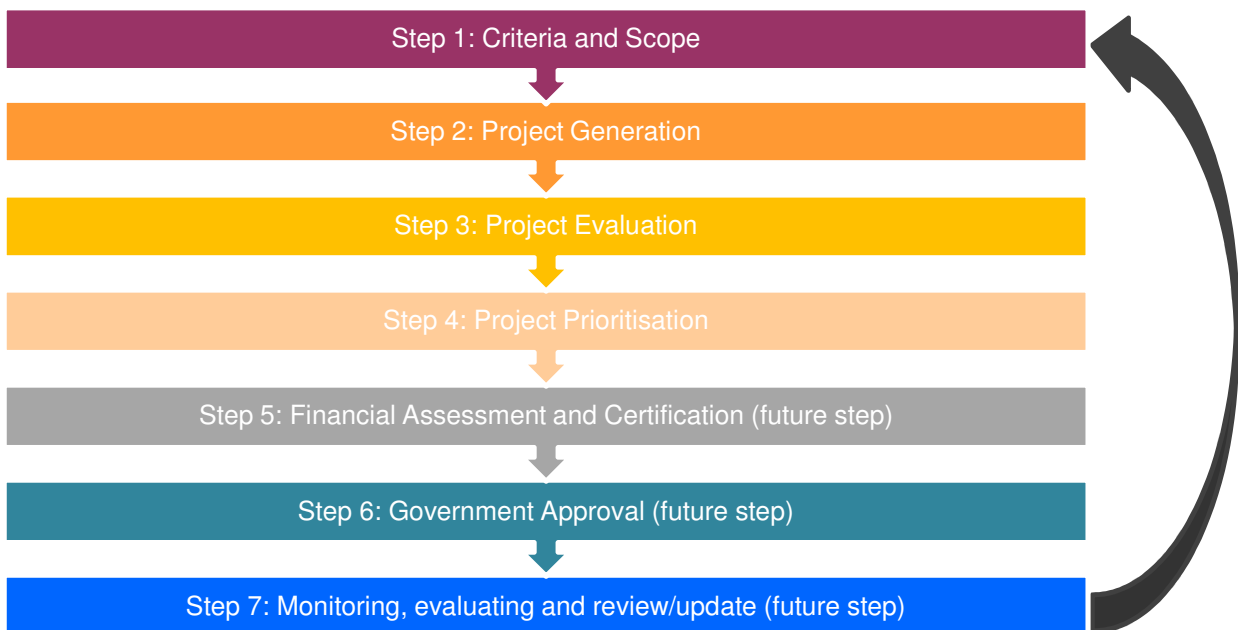 Step 1: Criteria and Scope
Step 2: Project Generation
Step 3: Project Evaluation
Step 4: Project Prioritisation
Step 5: Financial Assessment and Certification (future step)
Step 6: Government Approval (future step)
Step 7: Monitoring, evaluating and review/update (future step)